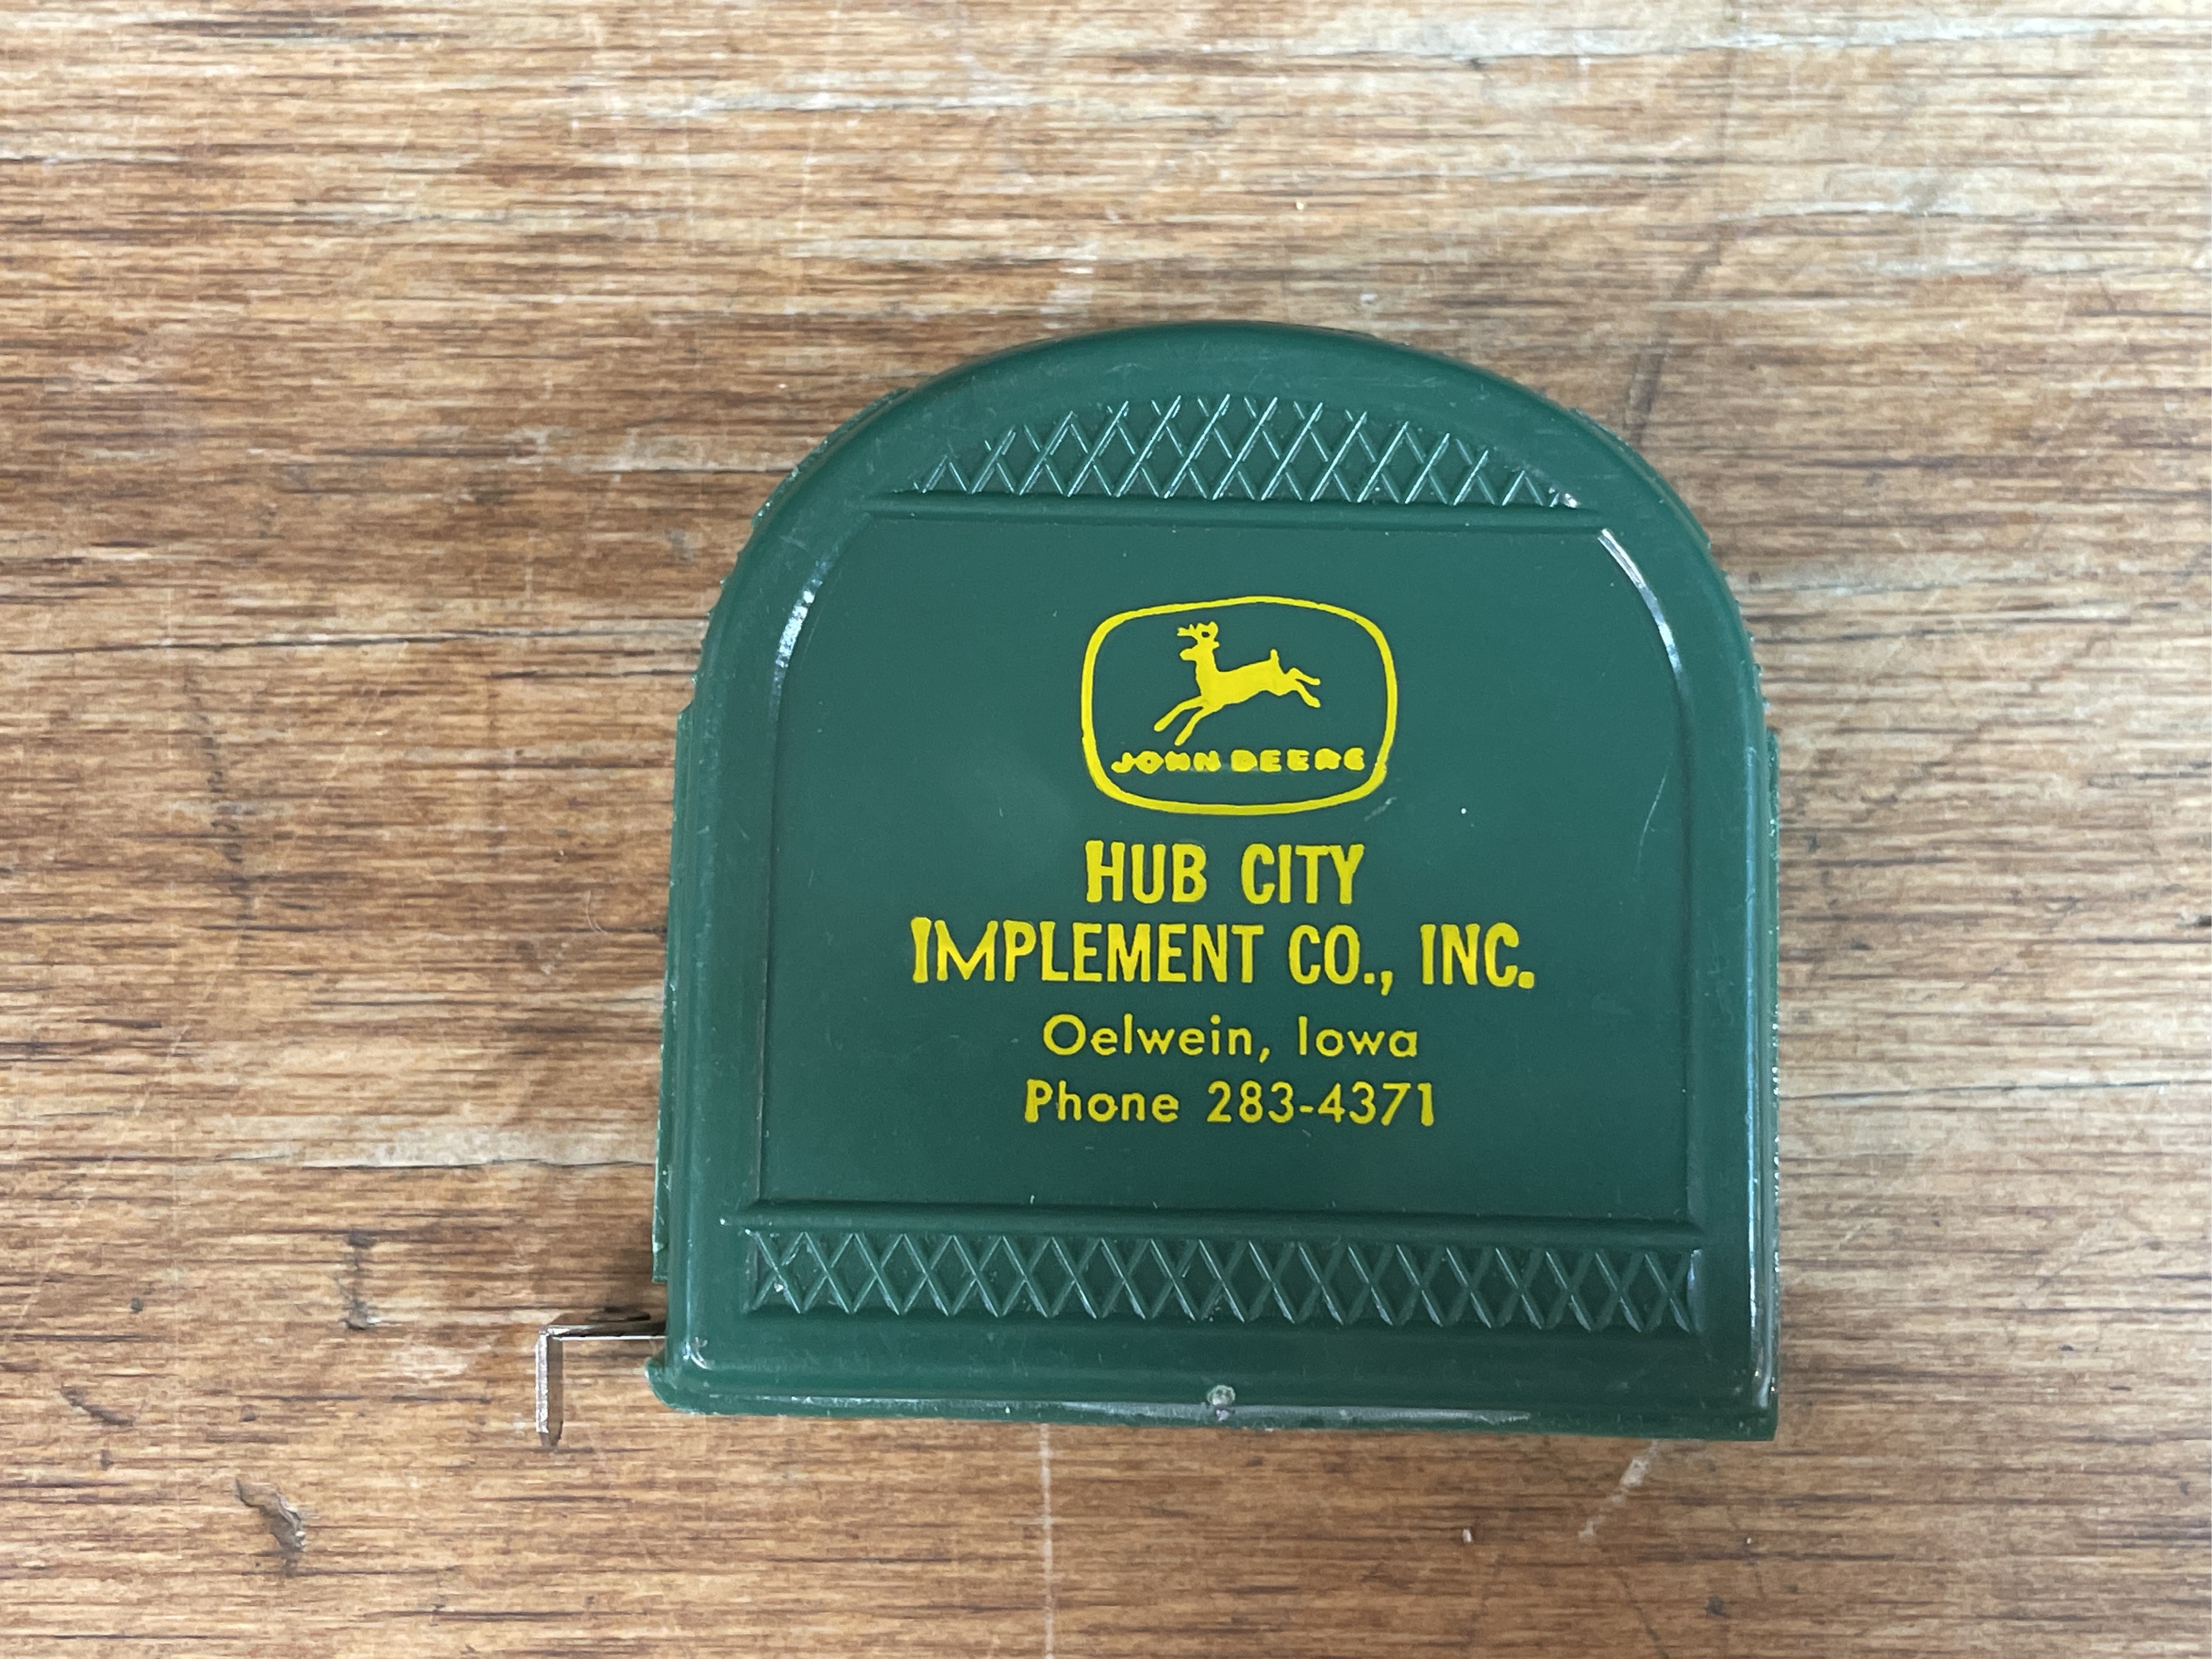 JOHN DEERE
HUB CITY
IMPLEMENT CO., INC.
Oelwein, Iowa
Phone 283-4371